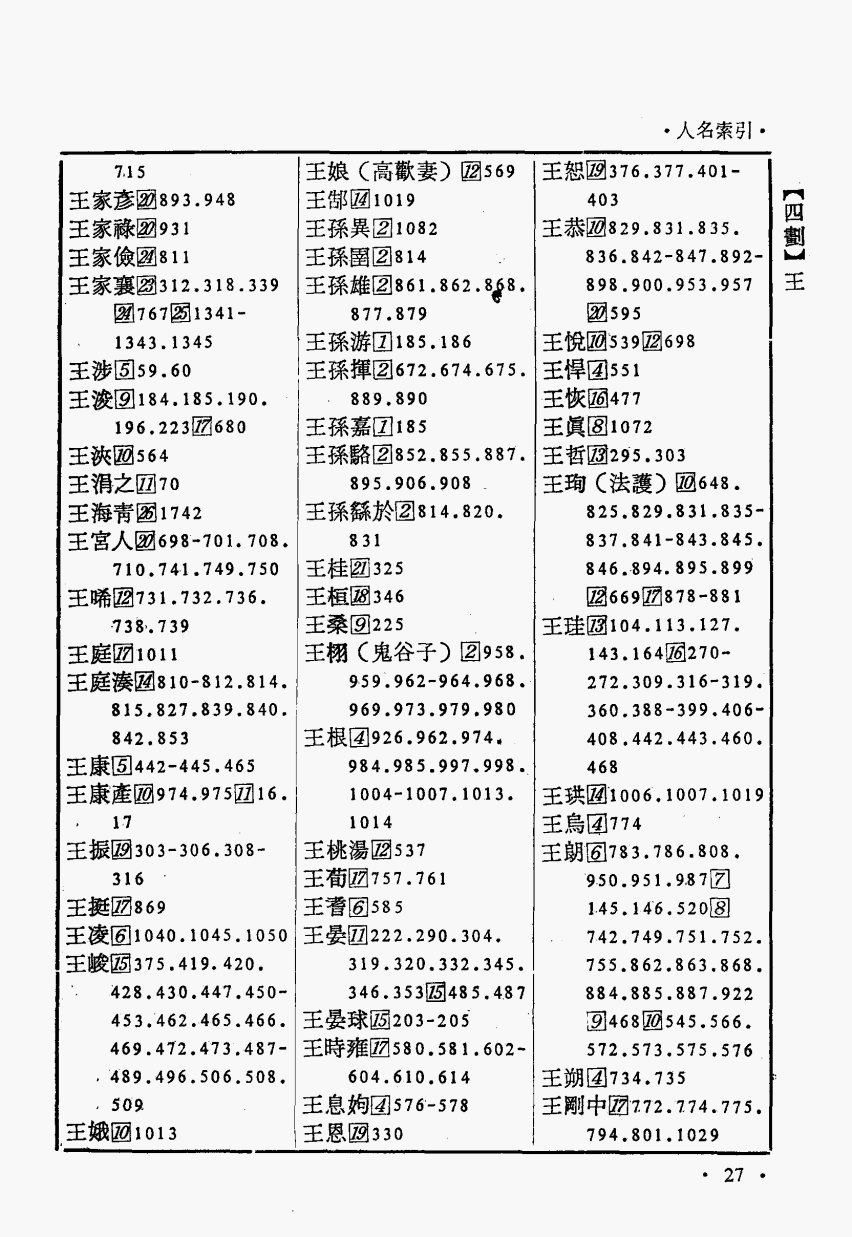 ·人名索引·
715
王家彥[20]893.948
王家祿[20]931
王家儉[24]811
王家襄[23]312.318.339
[24]767[25]1341-
1343.1345
王涉[5]59.60
王浚[9]184.185.190.
196.223[17]680
王浹[10]564
王涓之[11]70
王海青[26]1742
王宮人[20]698-701.708.
710.741.749.750
王晞[12]731.732.736.
738.739
王庭[17]1011
王庭湊[14]810-812.814.
815.827.839.840.
842.853
王康[5]442-445.465
王康產[10]974.975[11]16.
17
王振[19]303-306.308-
316
王挺[17]869
王凌[6]1040.1045.1050
王峻[15]375.419.420.
428.430.447.450-
453.462.465.466.
469.472.473.487-
489.496.506.508.
509
王娥[10]1013
王娘(高歡妻)[12]569
王郜[14]1019
王孫異[2]1082
王孫圉[2]814
王孫雄[2]861.862.868.
877.879
王孫游[1]185.186
王孫揮[2]672.674.675.
889.890
王孫嘉[1]185
王孫駱[2]852.855.887.
895.906.908
王孫繇於[2]814.820.
831
王桂[21]325
王桓[18]346
王桑[9]225
王栩(鬼谷子)[2]958.
959.962-964.968.
969.973.979.980
王根[4]926.962.974.
984.985.997.998.
1004-1007.1013.
1014
王桃湯[12]537
王荀[17]757.761
王耆[6]585
王晏[11]222.290.304.
319.320.332.345.
346.353[15]485.487
王晏球[15]203-205
王時雍[17]580.581.602-
604.610.614
王息姁[4]576-578
王恩[19]330
王恕[19]376.377.401-
403
王恭[10]829.831.835.
836.842-847.892-
898.900.953.957
[20]595
王悅[10]539[12]698
王悍[4]551
王恢[16]477
王眞[8]1072
王哲[13]295.303
王珣(法護)[10]648.
825.829.831.835-
837.841-843.845.
846.894.895.899
[12]669[17]878-881
王珪[13]104.113.127.
143.164[16]270-
272.309.316-319.
360.388-399.406-
408.442.443.460.
468
王珙[14]1006.1007.1019
王烏[4]774
王朗[6]783.786.808.
950.951.987[7]
145.146.520[8]
742.749.751.752.
755.862.863.868.
884.885.887.922
[9]468[10]545.566.
572.573.575.576
王朔[4]734.735
王剛中[17]772.774.775.
794.801.1029
【四劃】王
·27·